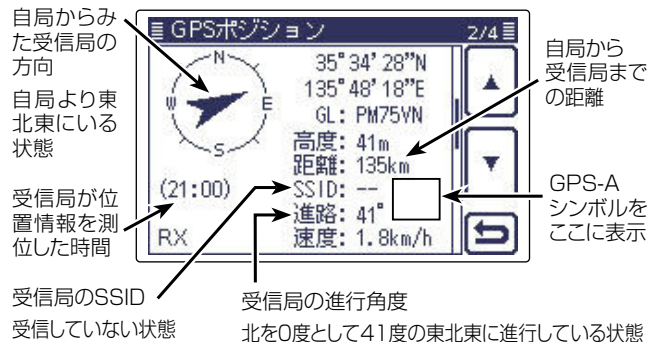 自局からみ
た受信局の
方向
自局より東
北東にいる
状態
受信局が位
置情報を測
位した時間
GPSポジション
2/4
N
W
E
S
35°34’28”N
135°48’18”E
GL: PM75VN
高度: 41m
距離: 135km
SSID: --
進路: 41°
速度: 1.8km/h
(21:00)
RX
自局から
受信局まで
の距離
GPS-A
シンボルを
ここに表示
受信局のSSID
受信していない状態
受信局の進行角度
北を0度として41度の東北東に進行している状態